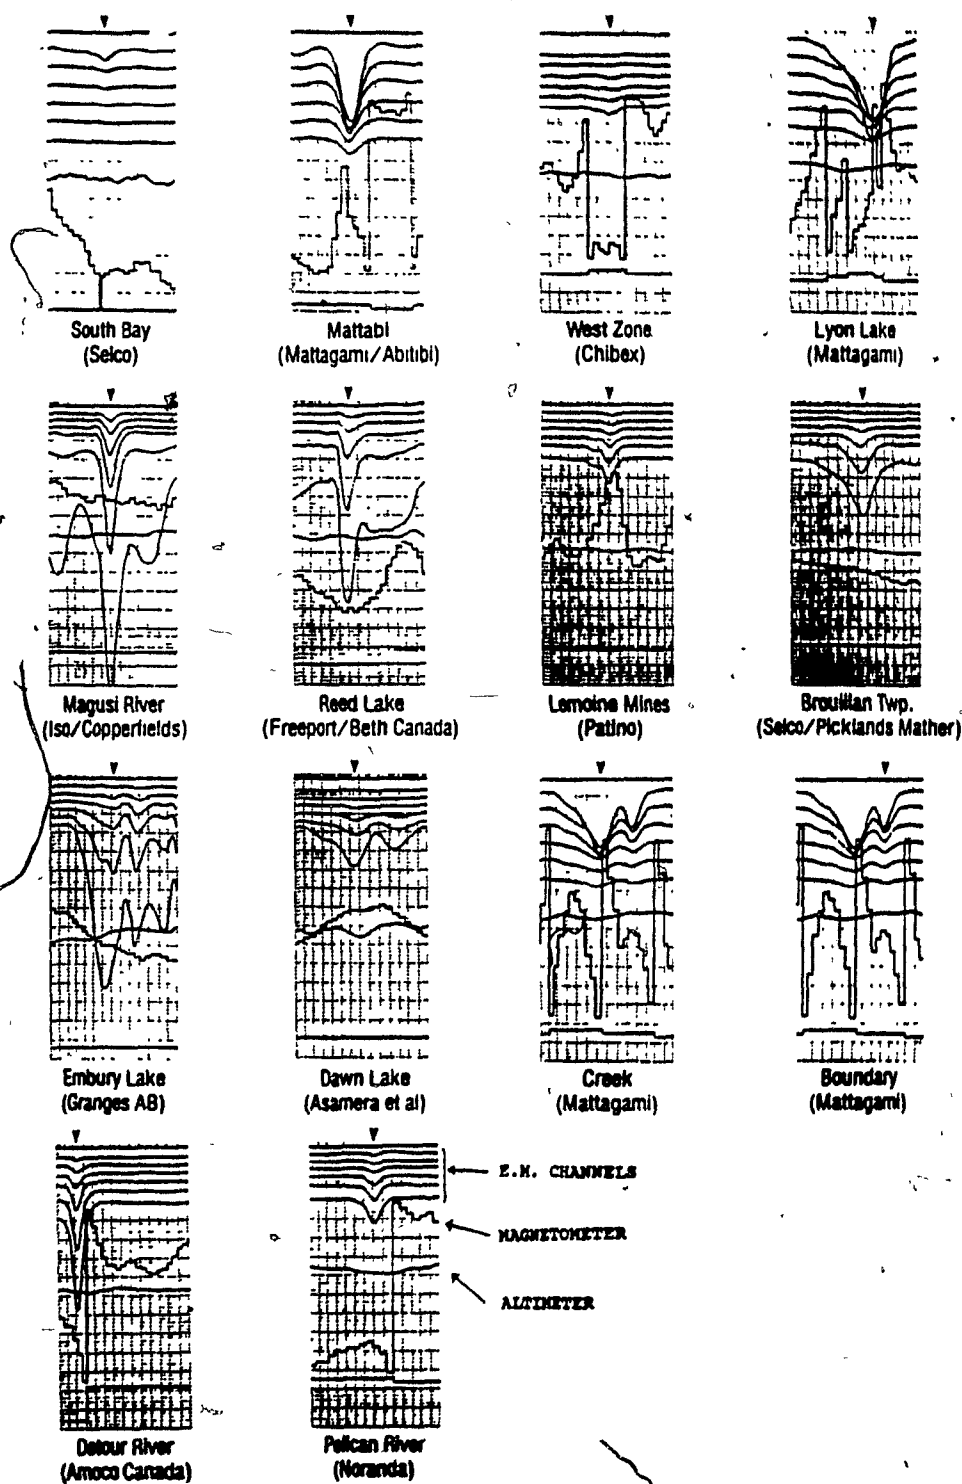 South Bay
(Selco)
Mattabi
(Mattagami/Abitibi)
West Zone
(Chibex)
Lyon Lake
(Mattagami)
Magusi River
(Iso/Copperfields)
Reed Lake
(Freeport/Beth Canada)
Lemoine Mines
(Patino)
Brouillan Twp.
(Selco/Picklands Mather)
Embury Lake
(Granges AB)
Dawn Lake
(Asamera et al)
Creek
(Mattagami)
Boundary
(Mattagami)
E.M. CHANNELS
MAGNETOMETER
ALTIMETER
Detour River
(Amoco Canada)
Pelican River
(Noranda)